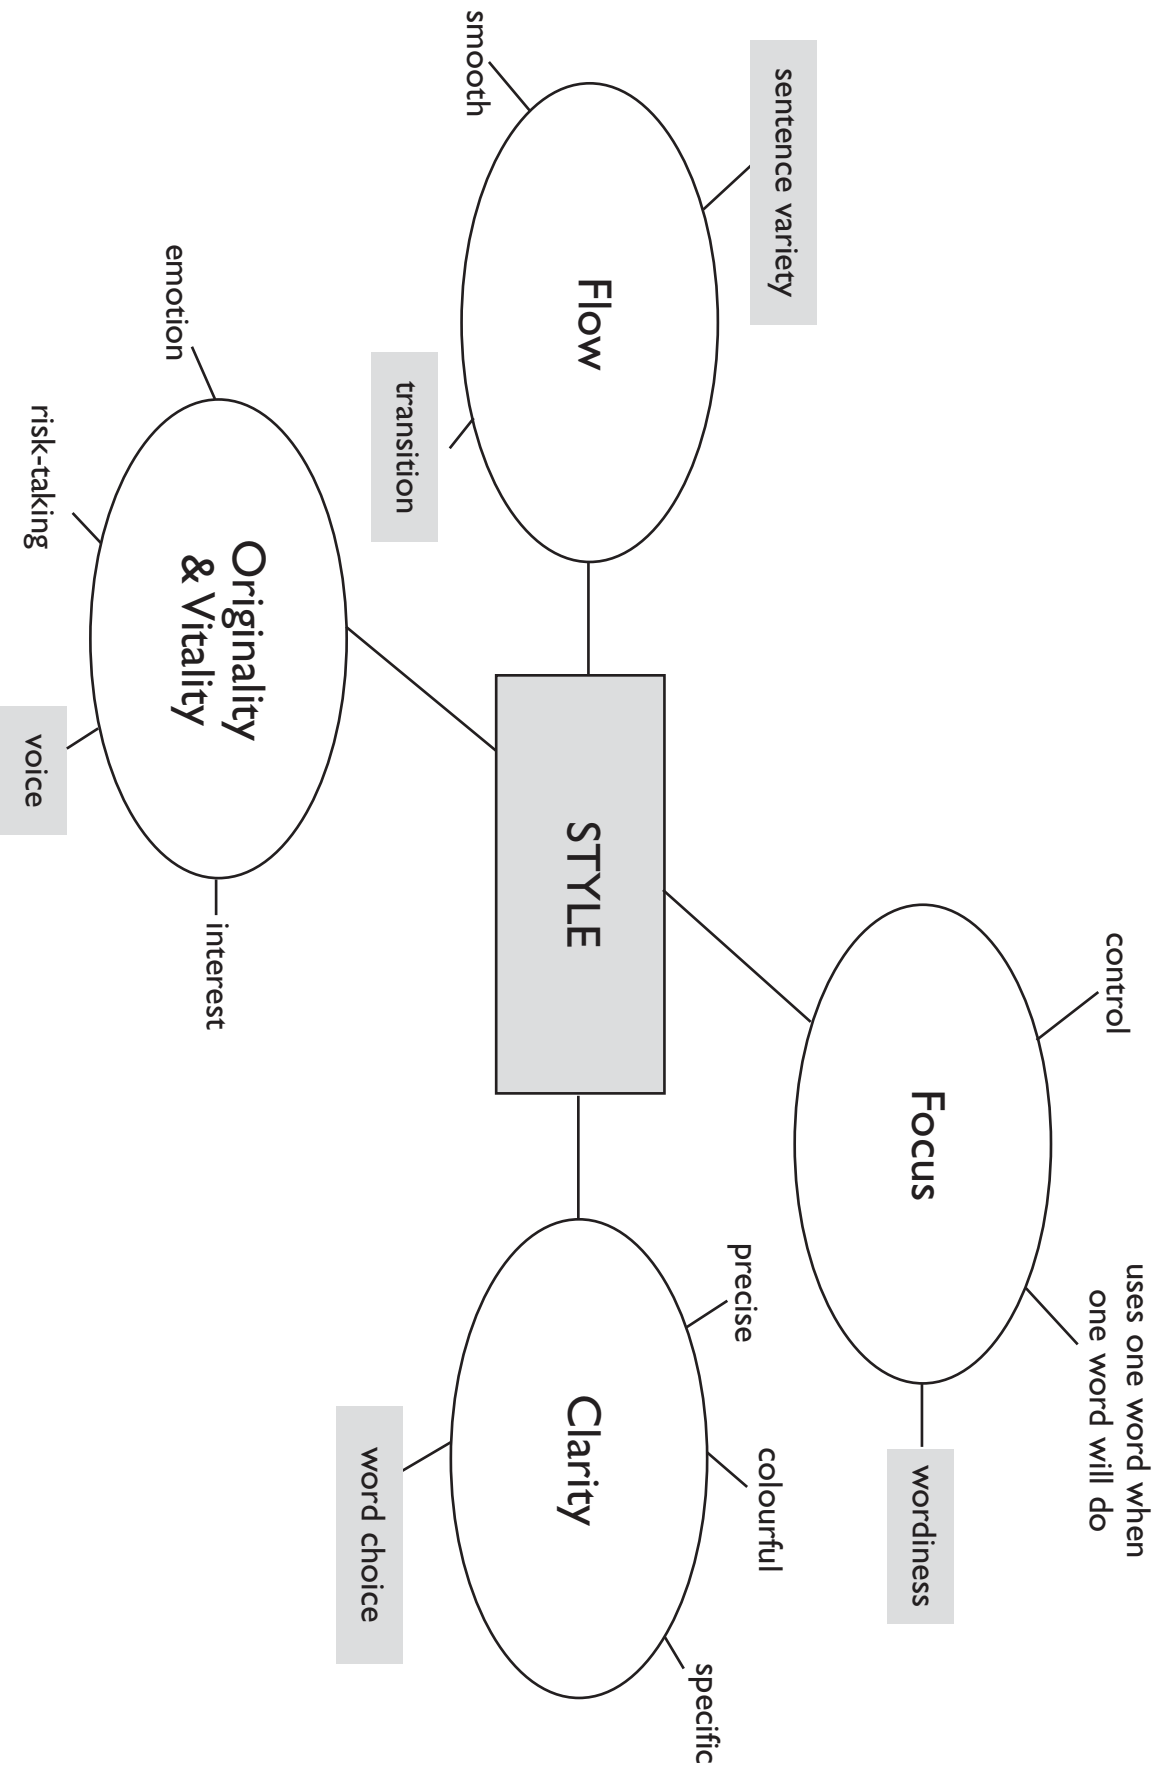 control
uses one word when
one word will do
Focus
wordiness
sentence variety
Flow
smooth
transition
STYLE
precise
colourful
specific
Clarity
word choice
emotion
Originality
& Vitality
interest
risk-taking
voice